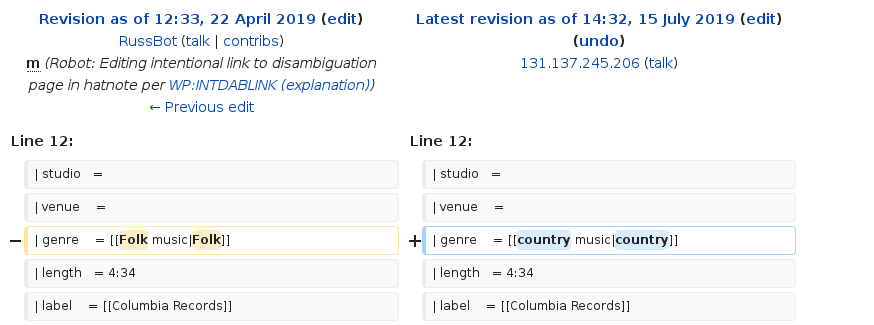 Revision as of 12:33, 22 April 2019 (edit)
RussBot (talk | contribs)
m (Robot: Editing intentional link to disambiguation
page in hatnote per WP:INTDABLINK (explanation))
← Previous edit
Latest revision as of 14:32, 15 July 2019 (edit)
(undo)
131.137.245.206 (talk)
Line 12:
Line 12:
| studio =
| studio =
| venue =
| venue =
− | genre = [[Folk music|Folk]]
+ | genre = [[country music|country]]
| length = 4:34
| length = 4:34
| label = [[Columbia Records]]
| label = [[Columbia Records]]